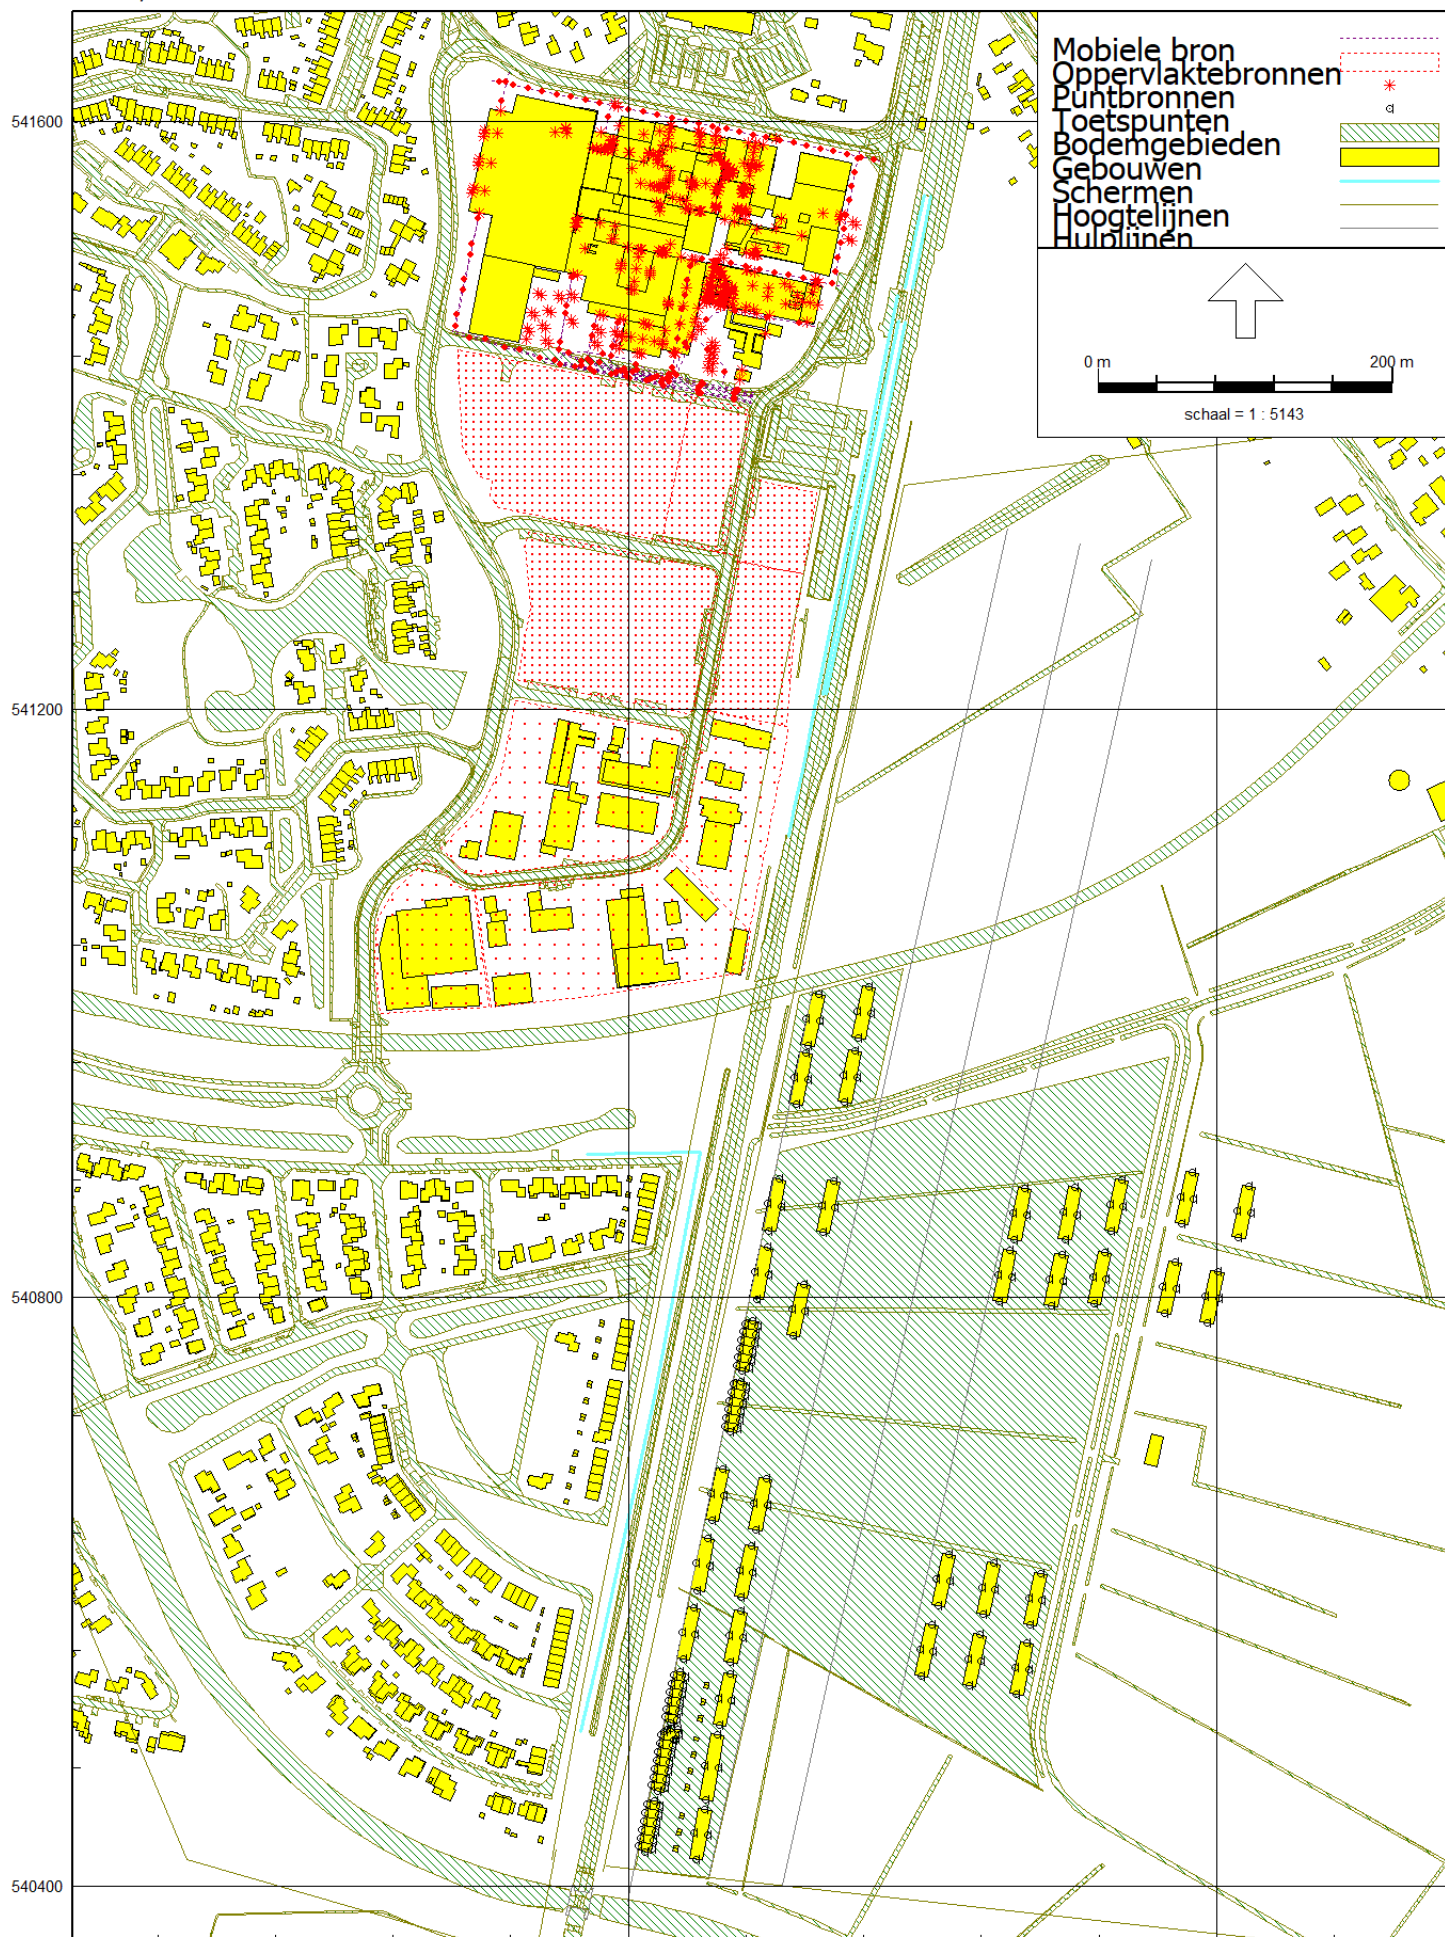 Mobiele bron
Oppervlaktebronnen
Puntbronnen
Toetspunten
Bodemgebieden
Gebouwen
Schermen
Hoogtelijnen
Hulplijnen
0 m
200 m
schaal = 1 : 5143
541600
541200
540800
540400